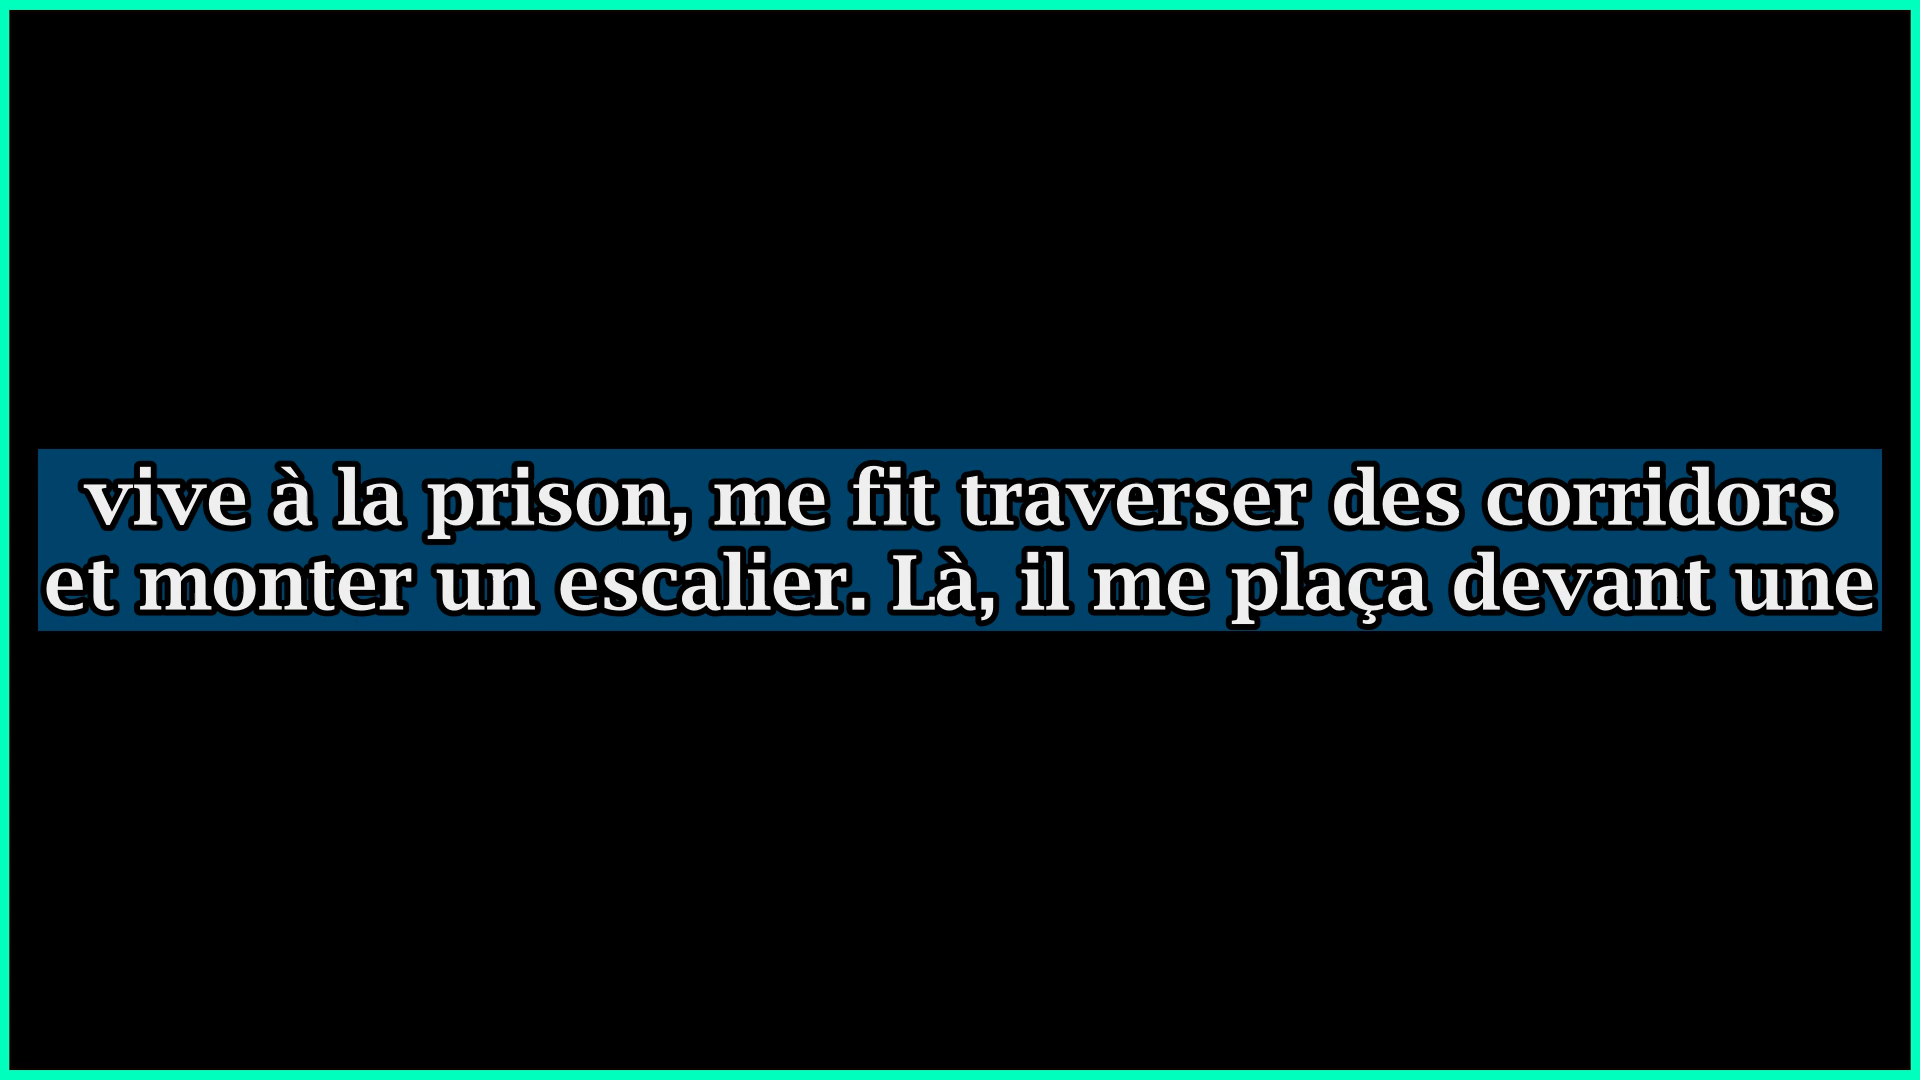 vive à la prison, me fit traverser des corridors
et monter un escalier. Là, il me plaça devant une